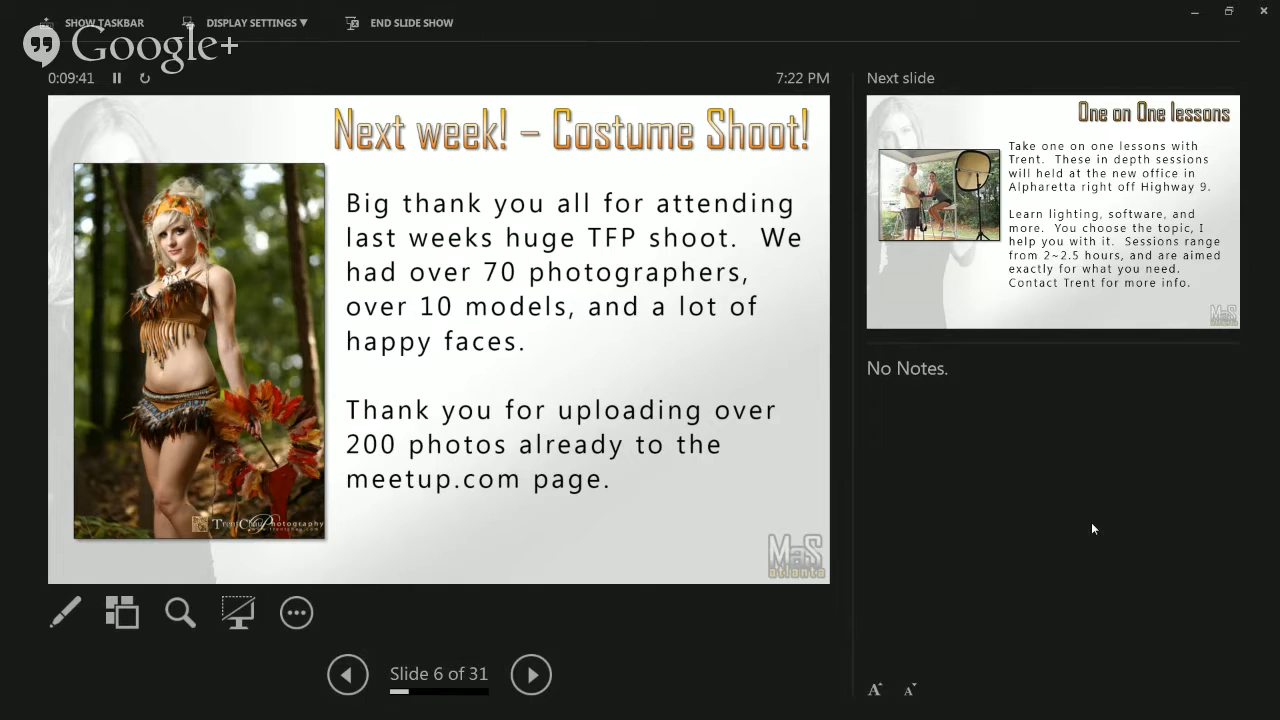 SHOW TASKBAR
DISPLAY SETTINGS ▼
END SLIDE SHOW
Google+
0:09:41
7:22 PM
Next slide
Next week! – Costume Shoot!
Big thank you all for attending
last weeks huge TFP shoot. We
had over 70 photographers,
over 10 models, and a lot of
happy faces.
Thank you for uploading over
200 photos already to the
meetup.com page.
MaS
atlanta
One on One lessons
Take one on one lessons with
Trent. These in depth sessions
will held at the new office in
Alpharetta right off Highway 9.
Learn lighting, software, and
more. You choose the topic, I
help you with it. Sessions range
from 2~2.5 hours, and are aimed
exactly for what you need.
Contact Trent for more info.
MaS
atlanta
No Notes.
Slide 6 of 31
A A